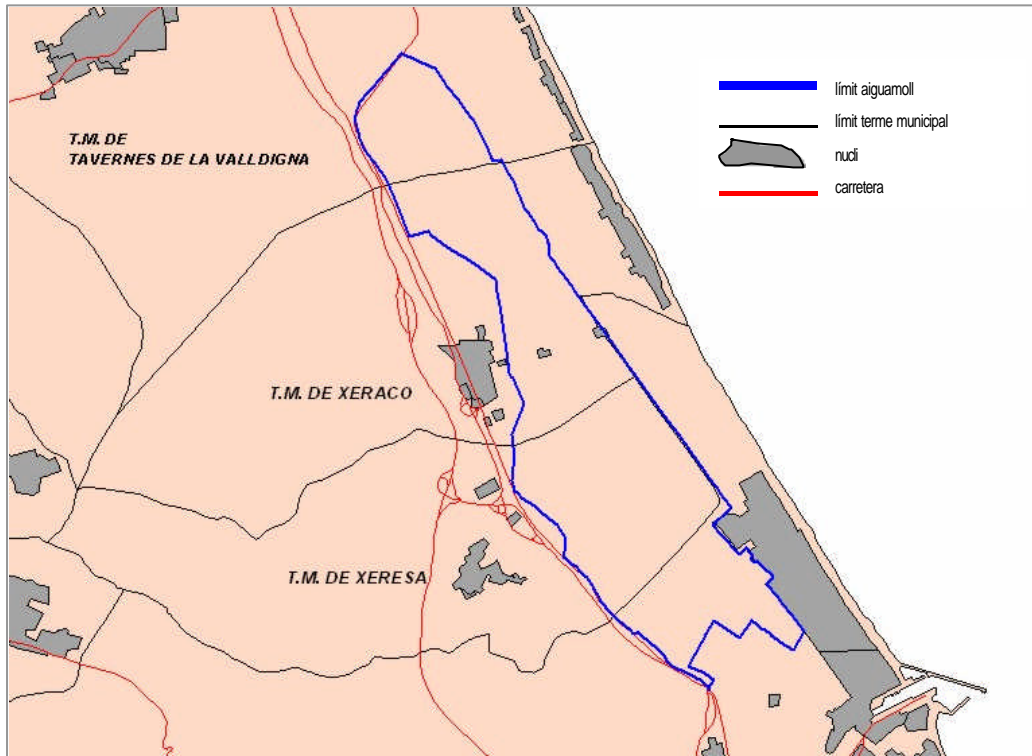 límit aiguamoll
límit terme municipal
nucli
carretera
T.M. DE
TAVERNES DE LA VALLDIGNA
T.M. DE XERACO
T.M. DE XERESA